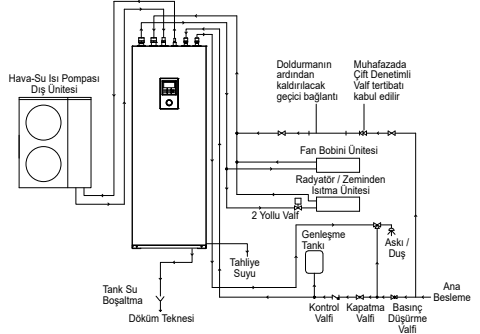 Doldurmanın
ardından
kaldırılacak
geçici bağlantı
Muhafazada
Çift Denetimli
Valf tertibatı
kabul edilir
Hava-Su Isı Pompası
Dış Ünitesi
Fan Bobini Ünitesi
Radyatör / Zeminden
Isıtma Ünitesi
2 Yollu Valf
Genleşme
Tankı
Askı /
Duş
Tahliye
Suyu
Tank Su
Boşaltma
Döküm Teknesi
Ana
Besleme
Kontrol
Valfi
Kapatma
Valfi
Basınç
Düşürme
Valfi